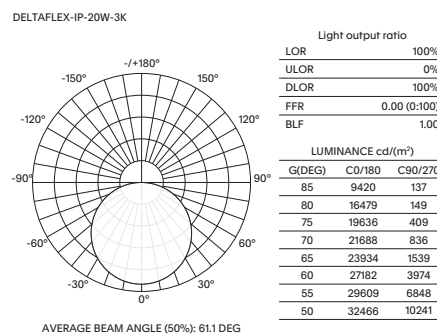 DELTAFLEX-IP-20W-3K
-/+180°
-150°
150°
-120°
120°
-90°
90°
-60°
60°
-30°
30°
0°
AVERAGE BEAM ANGLE (50%): 61.1 DEG
Light output ratio
LOR 100%
ULOR 0%
DLOR 100%
FFR 0.00 (0:100)
BLF 1.00
LUMINANCE cd/(m²)
G(DEG) C0/180 C90/270
85 9420 137
80 16479 149
75 19636 409
70 21688 836
65 23934 1539
60 27182 3974
55 29609 6848
50 32466 10241